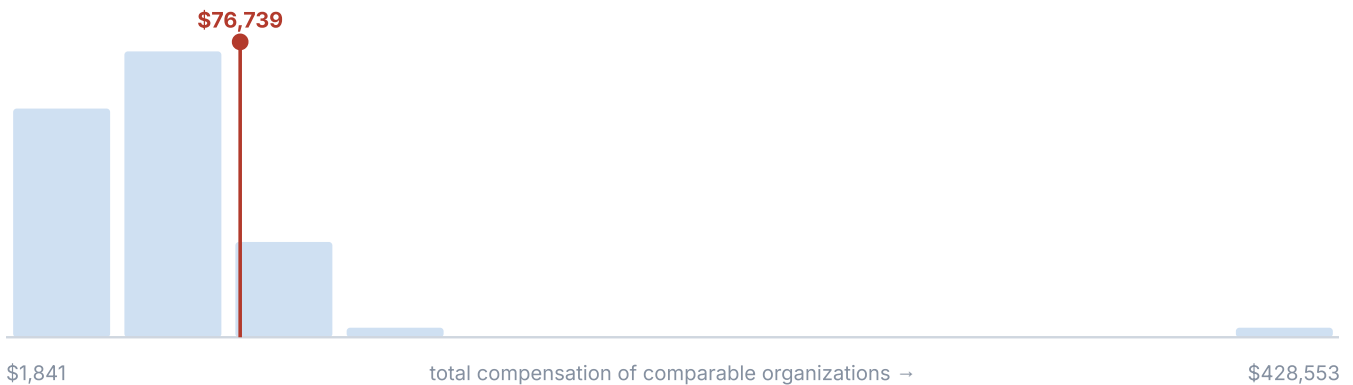 $76,739
$1,841
total compensation of comparable organizations →
$428,553